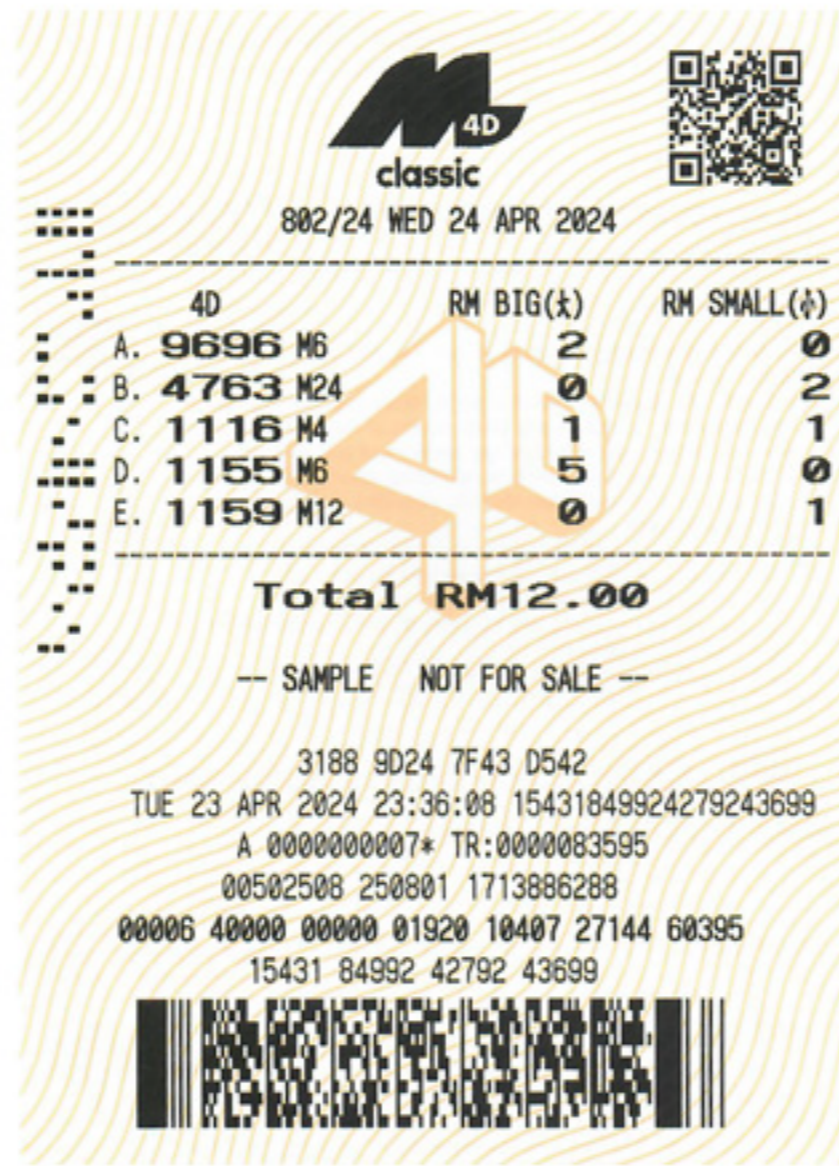 4D
classic
802/24 WED 24 APR 2024
4D RM BIG(大) RM SMALL(小)
A. 9696 M6 2 0
B. 4763 M24 0 2
C. 1116 M4 1 1
D. 1155 M6 5 0
E. 1159 M12 0 1
Total RM12.00
-- SAMPLE NOT FOR SALE --
3188 9D24 7F43 D542
TUE 23 APR 2024 23:36:08 15431849924279243699
A 0000000007* TR:0000083595
00502508 250801 1713886288
00006 40000 00000 01920 10407 27144 60395
15431 84992 42792 43699